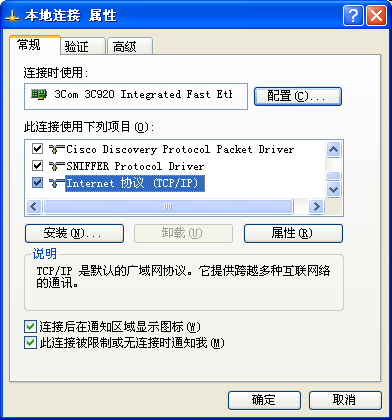 本地连接 属性
常规 验证 高级
连接时使用:
3Com 3C920 Integrated Fast Eth
配置(C)...
此连接使用下列项目(O):
Cisco Discovery Protocol Packet Driver
SNIFFER Protocol Driver
Internet 协议 (TCP/IP)
安装(N)... 卸载(U) 属性(R)
说明
TCP/IP 是默认的广域网协议。它提供跨越多种互联网络
的通讯。
连接后在通知区域显示图标(W)
此连接被限制或无连接时通知我(M)
确定 取消